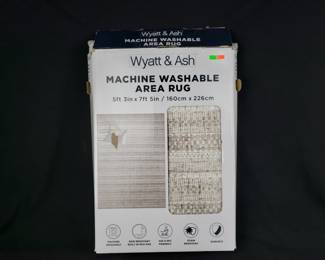 Wyatt & Ash
MACHINE WASHABLE
AREA RUG
Wyatt & Ash
MACHINE WASHABLE
AREA RUG
5ft 3in x 7ft 5in / 160cm x 226cm